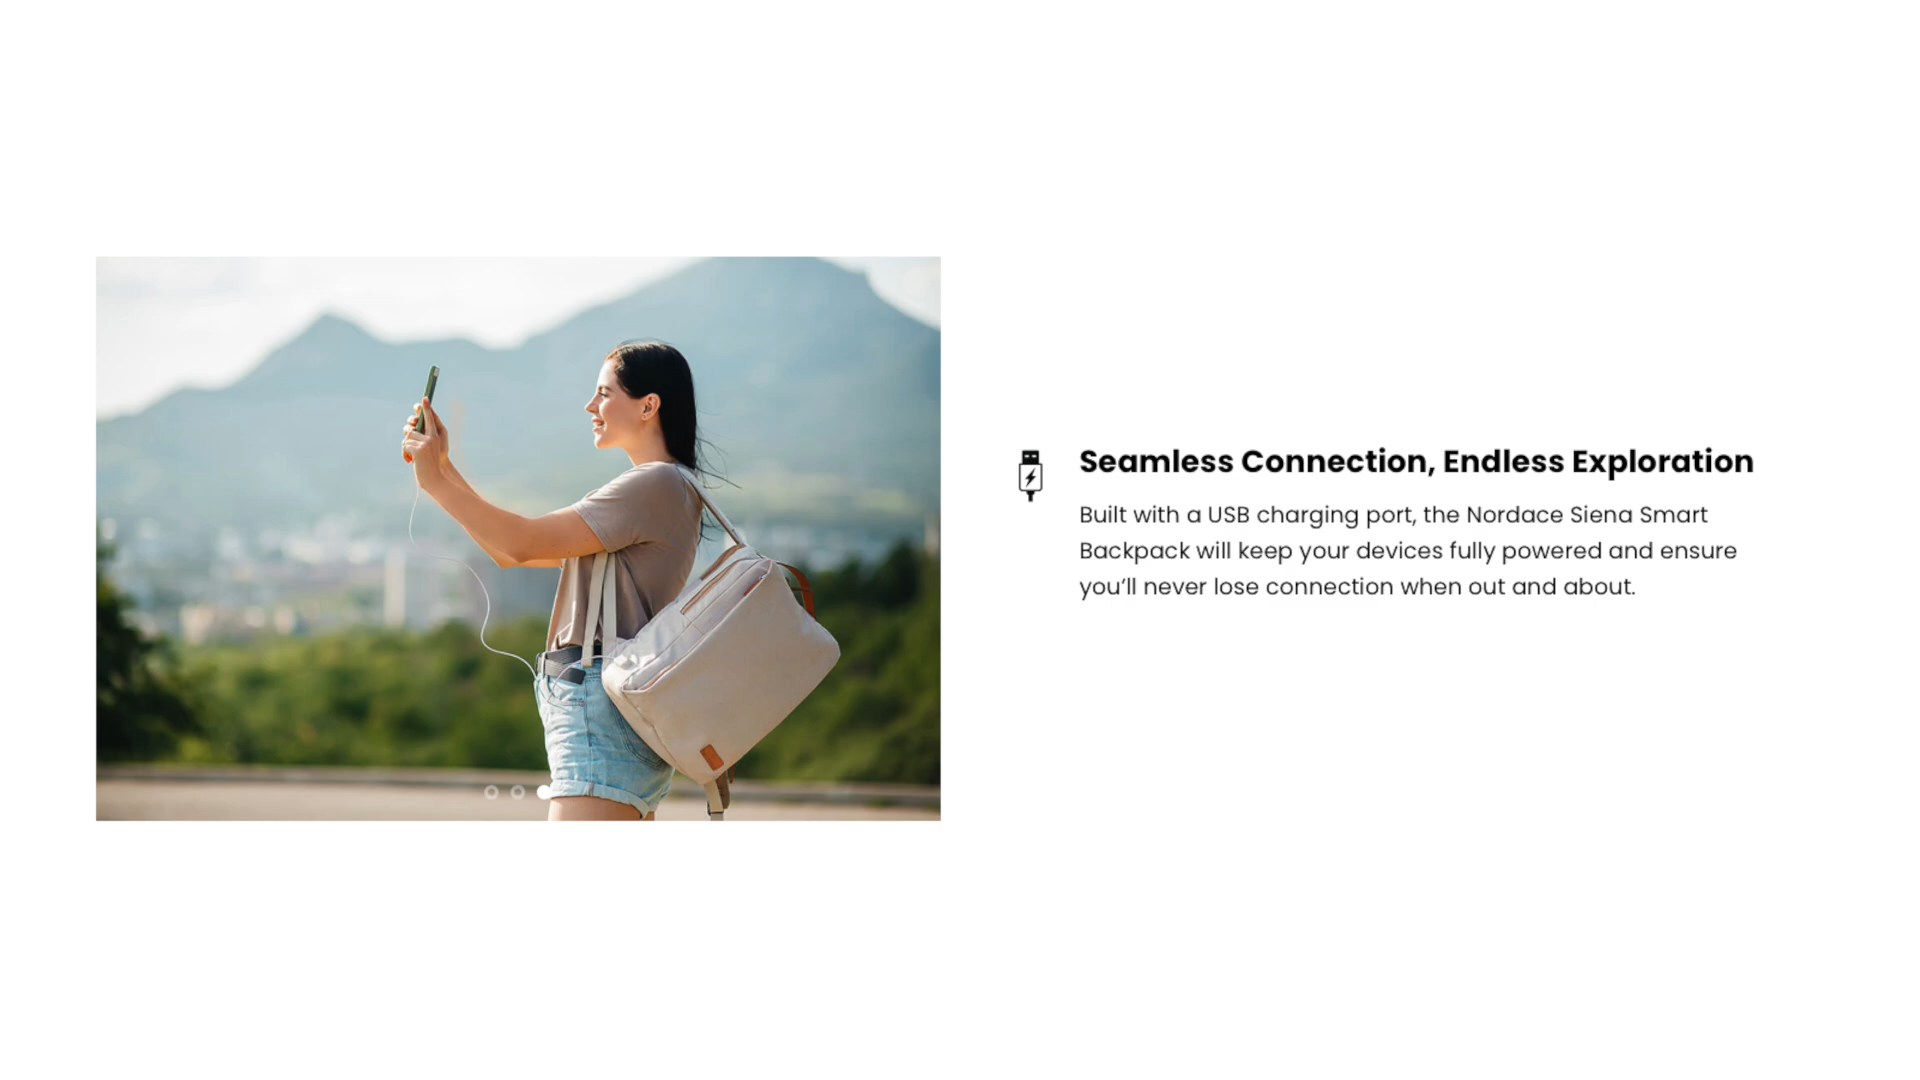 Seamless Connection, Endless Exploration
Built with a USB charging port, the Nordace Siena Smart
Backpack will keep your devices fully powered and ensure
you’ll never lose connection when out and about.